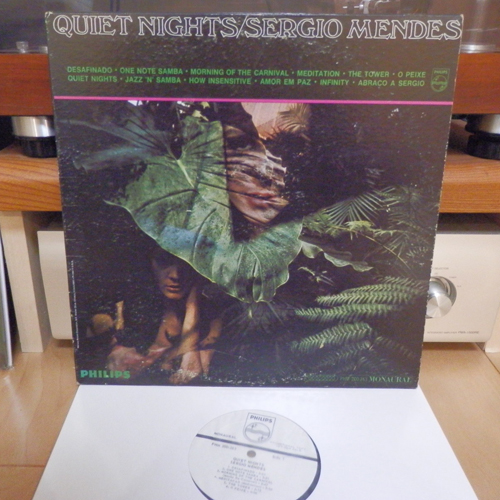 QUIET NIGHTS/SERGIO MENDES
DESAFINADO • ONE NOTE SAMBA • MORNING OF THE CARNIVAL • MEDITATION • THE TOWER • O PEIXE
QUIET NIGHTS • JAZZ 'N' SAMBA • HOW INSENSITIVE • AMOR EM PAZ • INFINITY • ABRAÇO A SERGIO
PHILIPS
MONAURAL
PHILIPS
QUIET NIGHTS
SERGIO MENDES